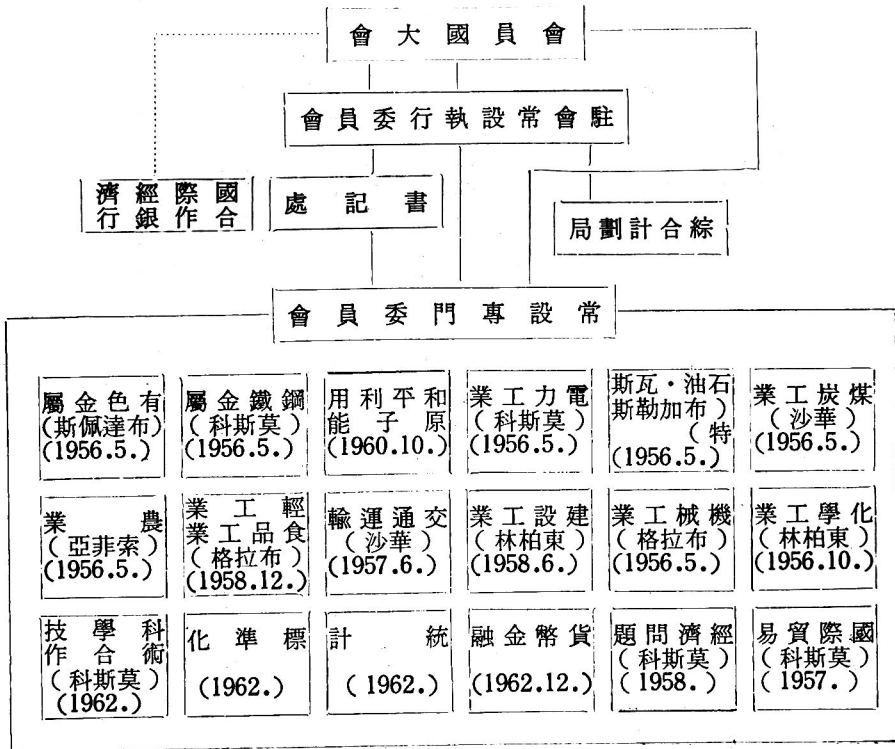 會員國大會
駐會常設執行委員會
綜合計劃局
書記處
國際經濟
合作銀行
常設專門委員會
煤炭工業
(華沙)
(1956.5.)
石油・瓦斯
(布加勒斯
特)
(1956.5.)
電力工業
(莫斯科)
(1956.5.)
和平利用
原子能
(1960.10.)
鋼鐵金屬
(莫斯科)
(1956.5.)
有色金屬
(布達佩斯)
(1956.5.)
化學工業
(東柏林)
(1956.10.)
機械工業
(布拉格)
(1956.5.)
建設工業
(東柏林)
(1958.6.)
交通運輸
(華沙)
(1957.6.)
輕工業
食品工業
(布拉格)
(1958.12.)
農業
(索菲亞)
(1956.5.)
國際貿易
(莫斯科)
(1957.)
經濟問題
(莫斯科)
(1958.)
貨幣金融
(1962.12.)
統計
(1962.)
標準化
(1962.)
科學技
術合作
(莫斯科)
(1962.)